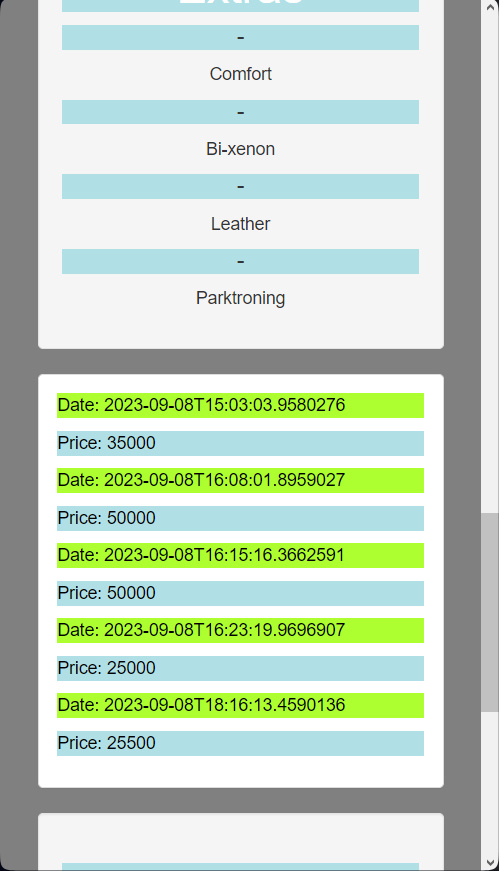 Extras
-
Comfort
-
Bi-xenon
-
Leather
-
Parktroning
Date: 2023-09-08T15:03:03.9580276
Price: 35000
Date: 2023-09-08T16:08:01.8959027
Price: 50000
Date: 2023-09-08T16:15:16.3662591
Price: 50000
Date: 2023-09-08T16:23:19.9696907
Price: 25000
Date: 2023-09-08T18:16:13.4590136
Price: 25500